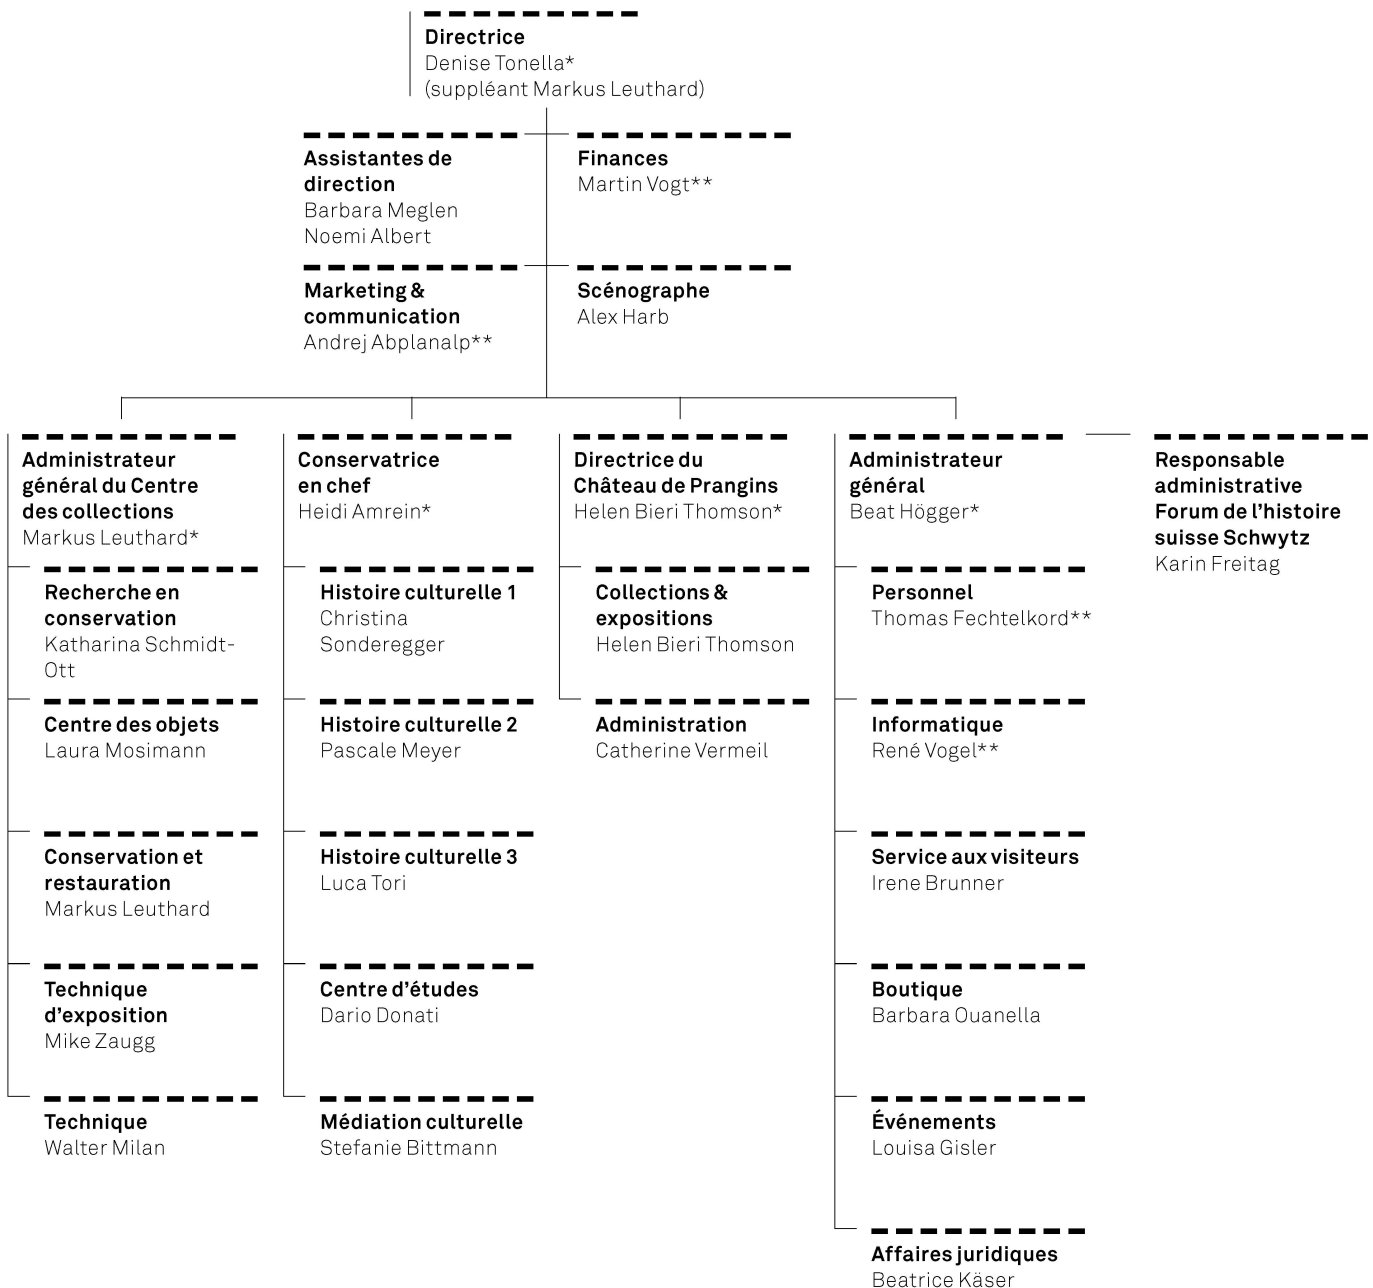 Directrice
Denise Tonella*
(suppléant Markus Leuthard)
Assistantes de
direction
Barbara Meglen
Noemi Albert
Finances
Martin Vogt**
Marketing &
communication
Andrej Abplanalp**
Scénographe
Alex Harb
Administrateur
général du Centre
des collections
Markus Leuthard*
Recherche en
conservation
Katharina Schmidt-
Ott
Centre des objets
Laura Mosimann
Conservation et
restauration
Markus Leuthard
Technique
d’exposition
Mike Zaugg
Technique
Walter Milan
Conservatrice
en chef
Heidi Amrein*
Histoire culturelle 1
Christina
Sonderegger
Histoire culturelle 2
Pascale Meyer
Histoire culturelle 3
Luca Tori
Centre d’études
Dario Donati
Médiation culturelle
Stefanie Bittmann
Directrice du
Château de Prangins
Helen Bieri Thomson*
Collections &
expositions
Helen Bieri Thomson
Administration
Catherine Vermeil
Administrateur
général
Beat Högger*
Personnel
Thomas Fechtelkord**
Informatique
René Vogel**
Service aux visiteurs
Irene Brunner
Boutique
Barbara Ouanella
Événements
Louisa Gisler
Affaires juridiques
Beatrice Käser
Responsable
administrative
Forum de l’histoire
suisse Schwytz
Karin Freitag